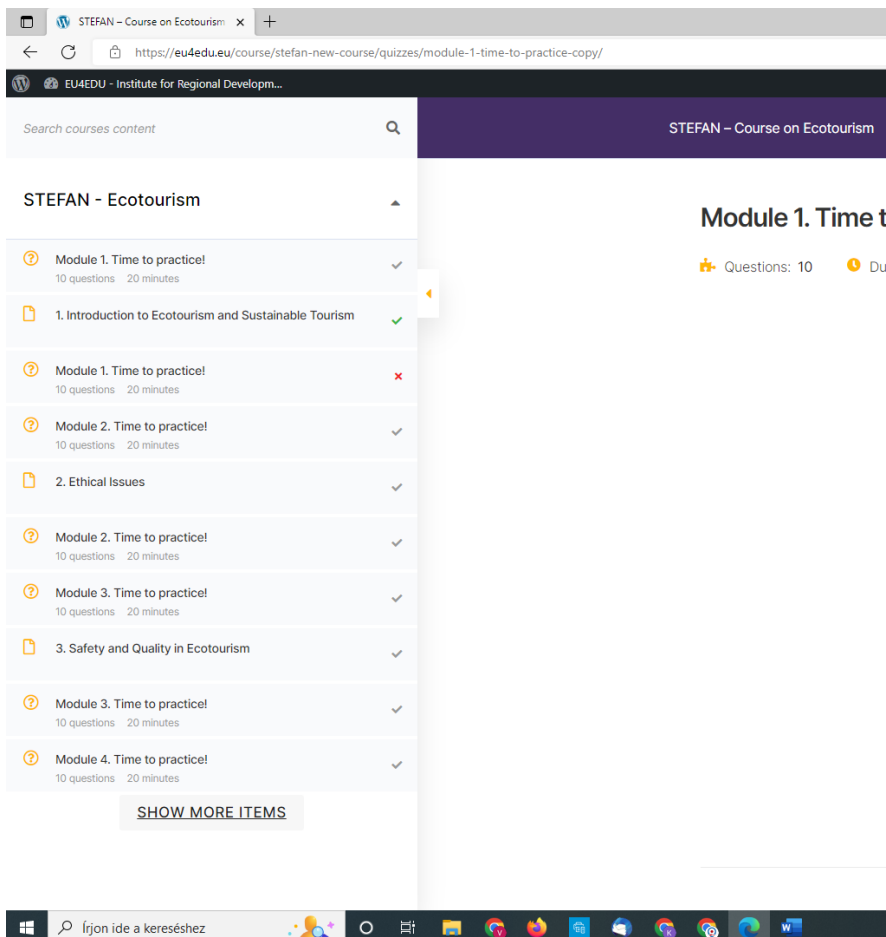 STEFAN – Course on Ecotourism
https://eu4edu.eu/course/stefan-new-course/quizzes/module-1-time-to-practice-copy/
EU4EDU - Institute for Regional Developm...
Search courses content
STEFAN – Course on Ecotourism
STEFAN - Ecotourism
Module 1. Time to practice!
10 questions 20 minutes
1. Introduction to Ecotourism and Sustainable Tourism
Module 1. Time to practice!
10 questions 20 minutes
Module 2. Time to practice!
10 questions 20 minutes
2. Ethical Issues
Module 2. Time to practice!
10 questions 20 minutes
Module 3. Time to practice!
10 questions 20 minutes
3. Safety and Quality in Ecotourism
Module 3. Time to practice!
10 questions 20 minutes
Module 4. Time to practice!
10 questions 20 minutes
SHOW MORE ITEMS
Module 1. Time t
Questions: 10 Du
Írjon ide a kereséshez